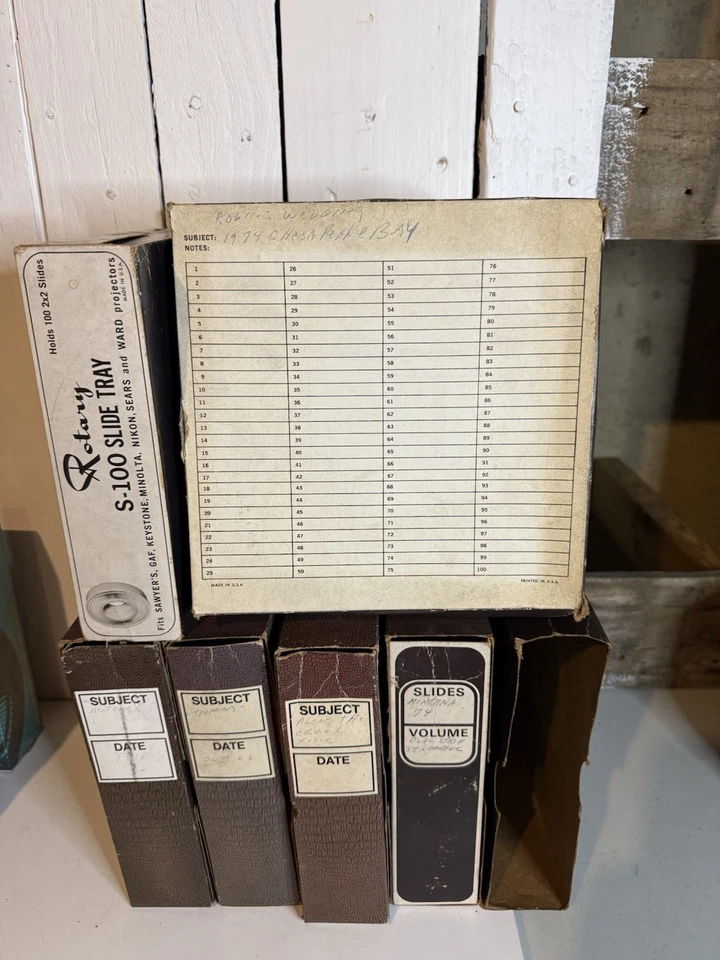 Holds 100 2x2 Slides
Rotary
S-100 SLIDE TRAY
MADE IN U.S.A.
Fits SAWYER'S, GAF, KEYSTONE, MINOLTA, NIKON, SEARS and WARD projectors
Wedding
SUBJECT: 1974 Chesapeake BAY
NOTES:
1 26 51 76
2 27 52 77
3 28 53 78
4 29 54 79
5 30 55 80
6 31 56 81
7 32 57 82
8 33 58 83
9 34 59 84
10 35 60 85
11 36 61 86
12 37 62 87
13 38 63 88
14 39 64 89
15 40 65 90
16 41 66 91
17 42 67 92
18 43 68 93
19 44 69 94
20 45 70 95
21 46 71 96
22 47 72 97
23 48 73 98
24 49 74 99
25 50 75 100
MADE IN U.S.A.
PRINTED, IN U.S.A.
SUBJECT
DATE
SUBJECT
Wyoming
DATE
SUBJECT
DATE
SLIDES
MONTANA
74
VOLUME